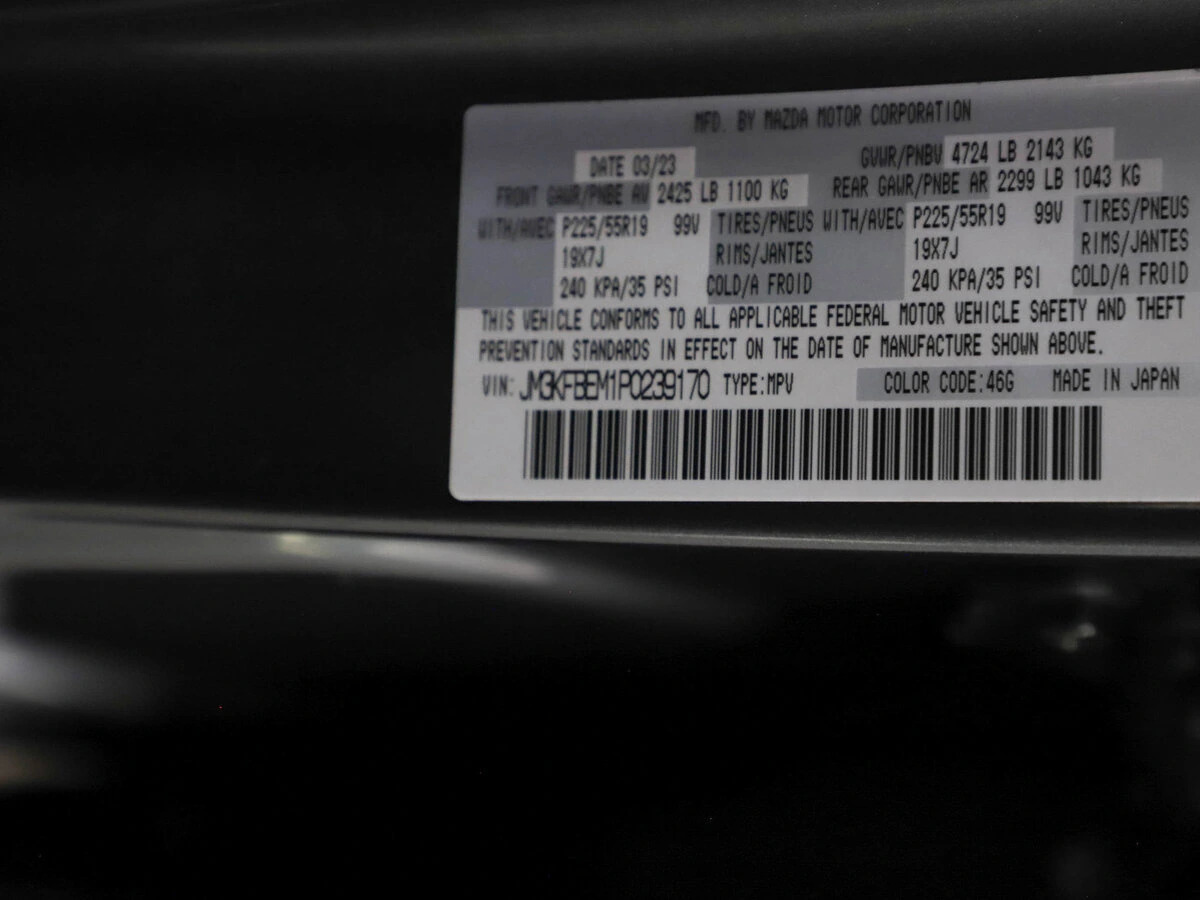 MFD. BY MAZDA MOTOR CORPORATION
DATE 03/23 GVWR/PNBV 4724 LB 2143 KG
FRONT GAWR/PNBE AV 2425 LB 1100 KG REAR GAWR/PNBE AR 2299 LB 1043 KG
WITH/AVEC P225/55R19 99V TIRES/PNEUS WITH/AVEC P225/55R19 99V TIRES/PNEUS
19X7J RIMS/JANTES 19X7J RIMS/JANTES
240 KPA/35 PSI COLD/A FROID 240 KPA/35 PSI COLD/A FROID
THIS VEHICLE CONFORMS TO ALL APPLICABLE FEDERAL MOTOR VEHICLE SAFETY AND THEFT
PREVENTION STANDARDS IN EFFECT ON THE DATE OF MANUFACTURE SHOWN ABOVE.
VIN: JM3KFBEM1P0239170 TYPE:MPV COLOR CODE:46G MADE IN JAPAN